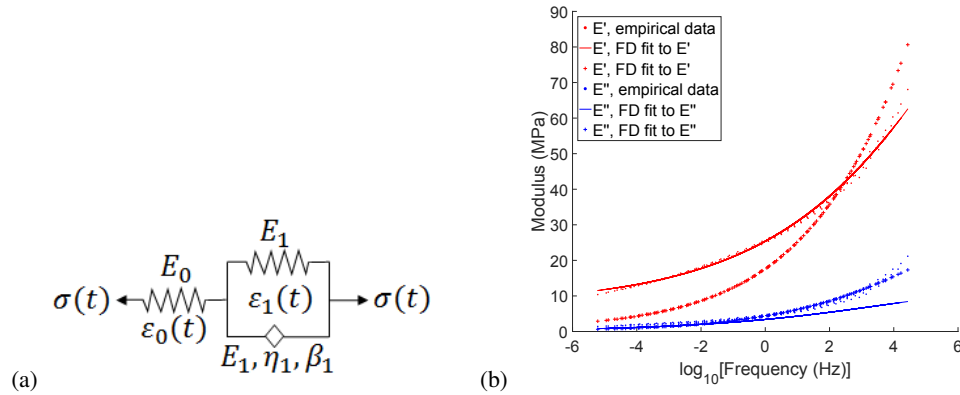 (a)
E₀
σ(t)
ε₀(t)
E₁
ε₁(t)
σ(t)
E₁, η₁, β₁
(b)
E', empirical data
E', FD fit to E'
E', FD fit to E'
E'', empirical data
E'', FD fit to E''
E'', FD fit to E''
Modulus (MPa)
90
80
70
60
50
40
30
20
10
0
-6
-4
-2
0
2
4
6
log₁₀[Frequency (Hz)]